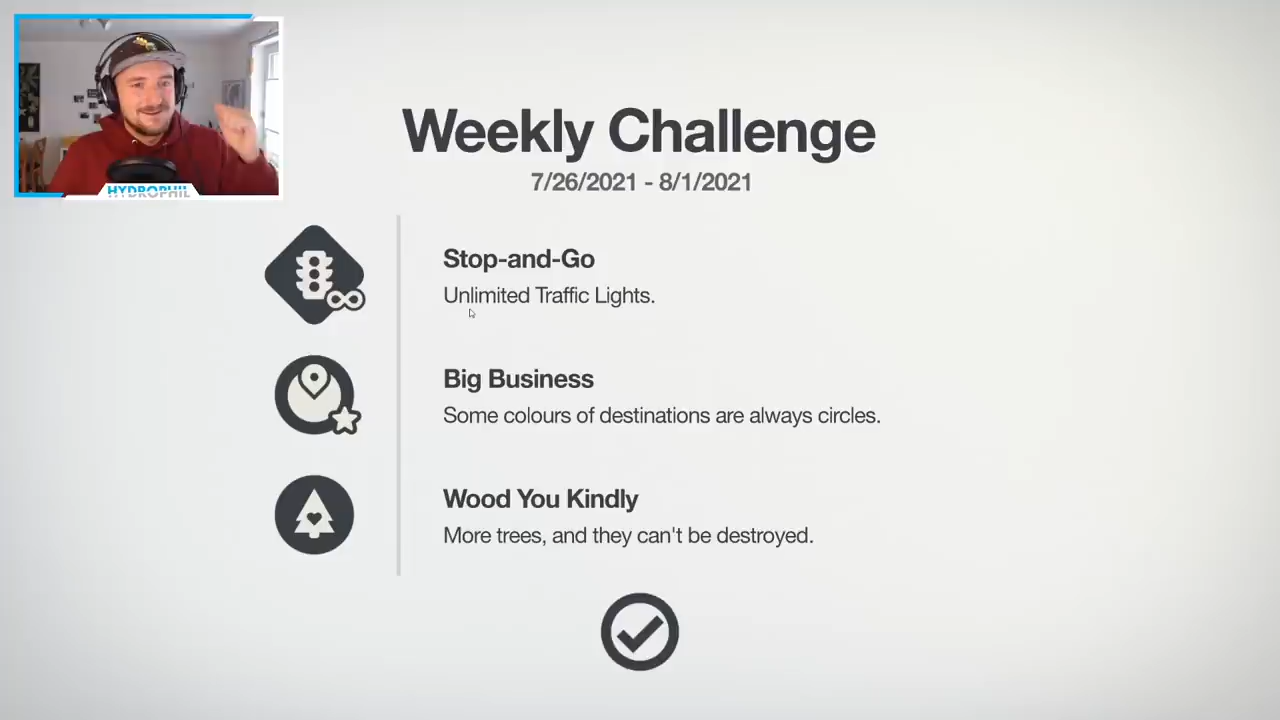 HYDROPHIL
Weekly Challenge
7/26/2021 - 8/1/2021
Stop-and-Go
Unlimited Traffic Lights.
Big Business
Some colours of destinations are always circles.
Wood You Kindly
More trees, and they can't be destroyed.